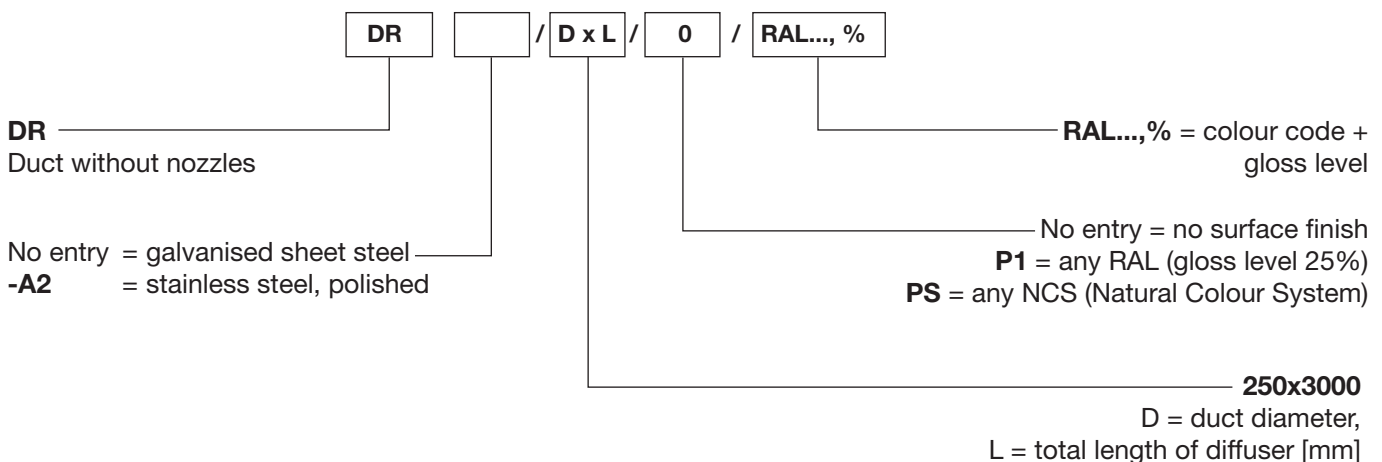 DR / D x L / 0 / RAL..., %
DR
Duct without nozzles
RAL...,% = colour code +
gloss level
No entry = galvanised sheet steel
-A2 = stainless steel, polished
No entry = no surface finish
P1 = any RAL (gloss level 25%)
PS = any NCS (Natural Colour System)
250x3000
D = duct diameter,
L = total length of diffuser [mm]